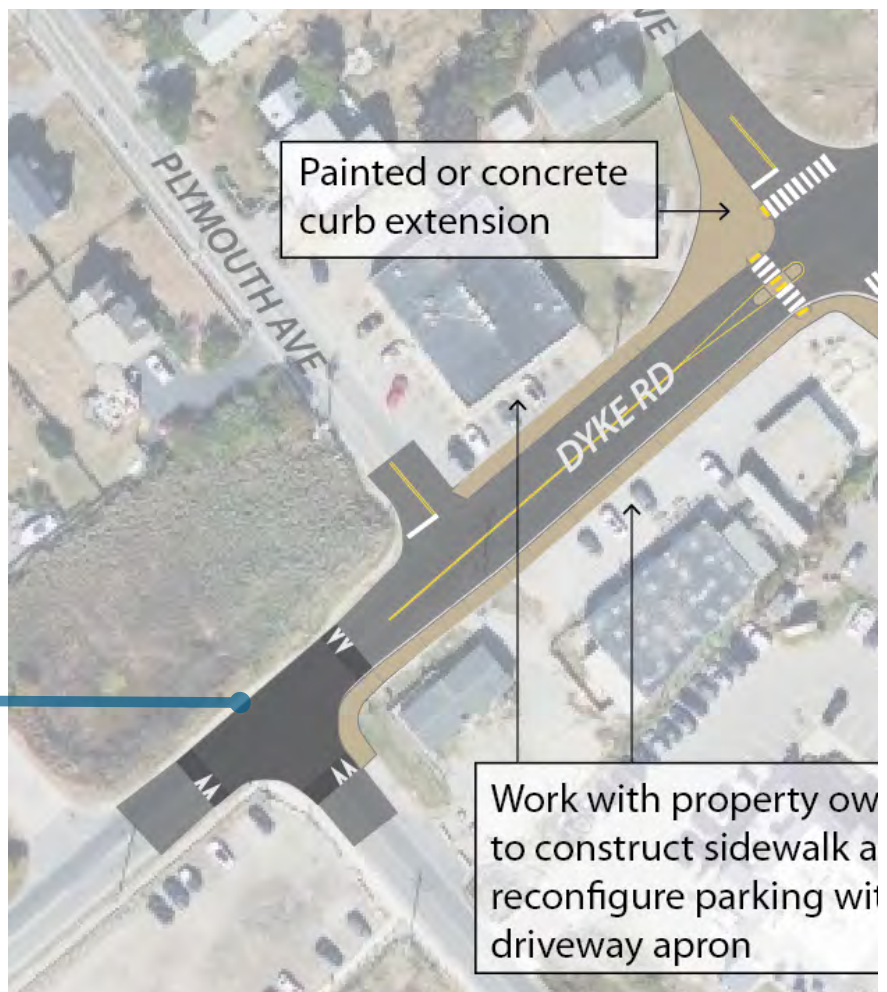 AVE
Painted or concrete
curb extension
PLYMOUTH AVE
DYKE RD
Work with property ow
to construct sidewalk a
reconfigure parking wit
driveway apron